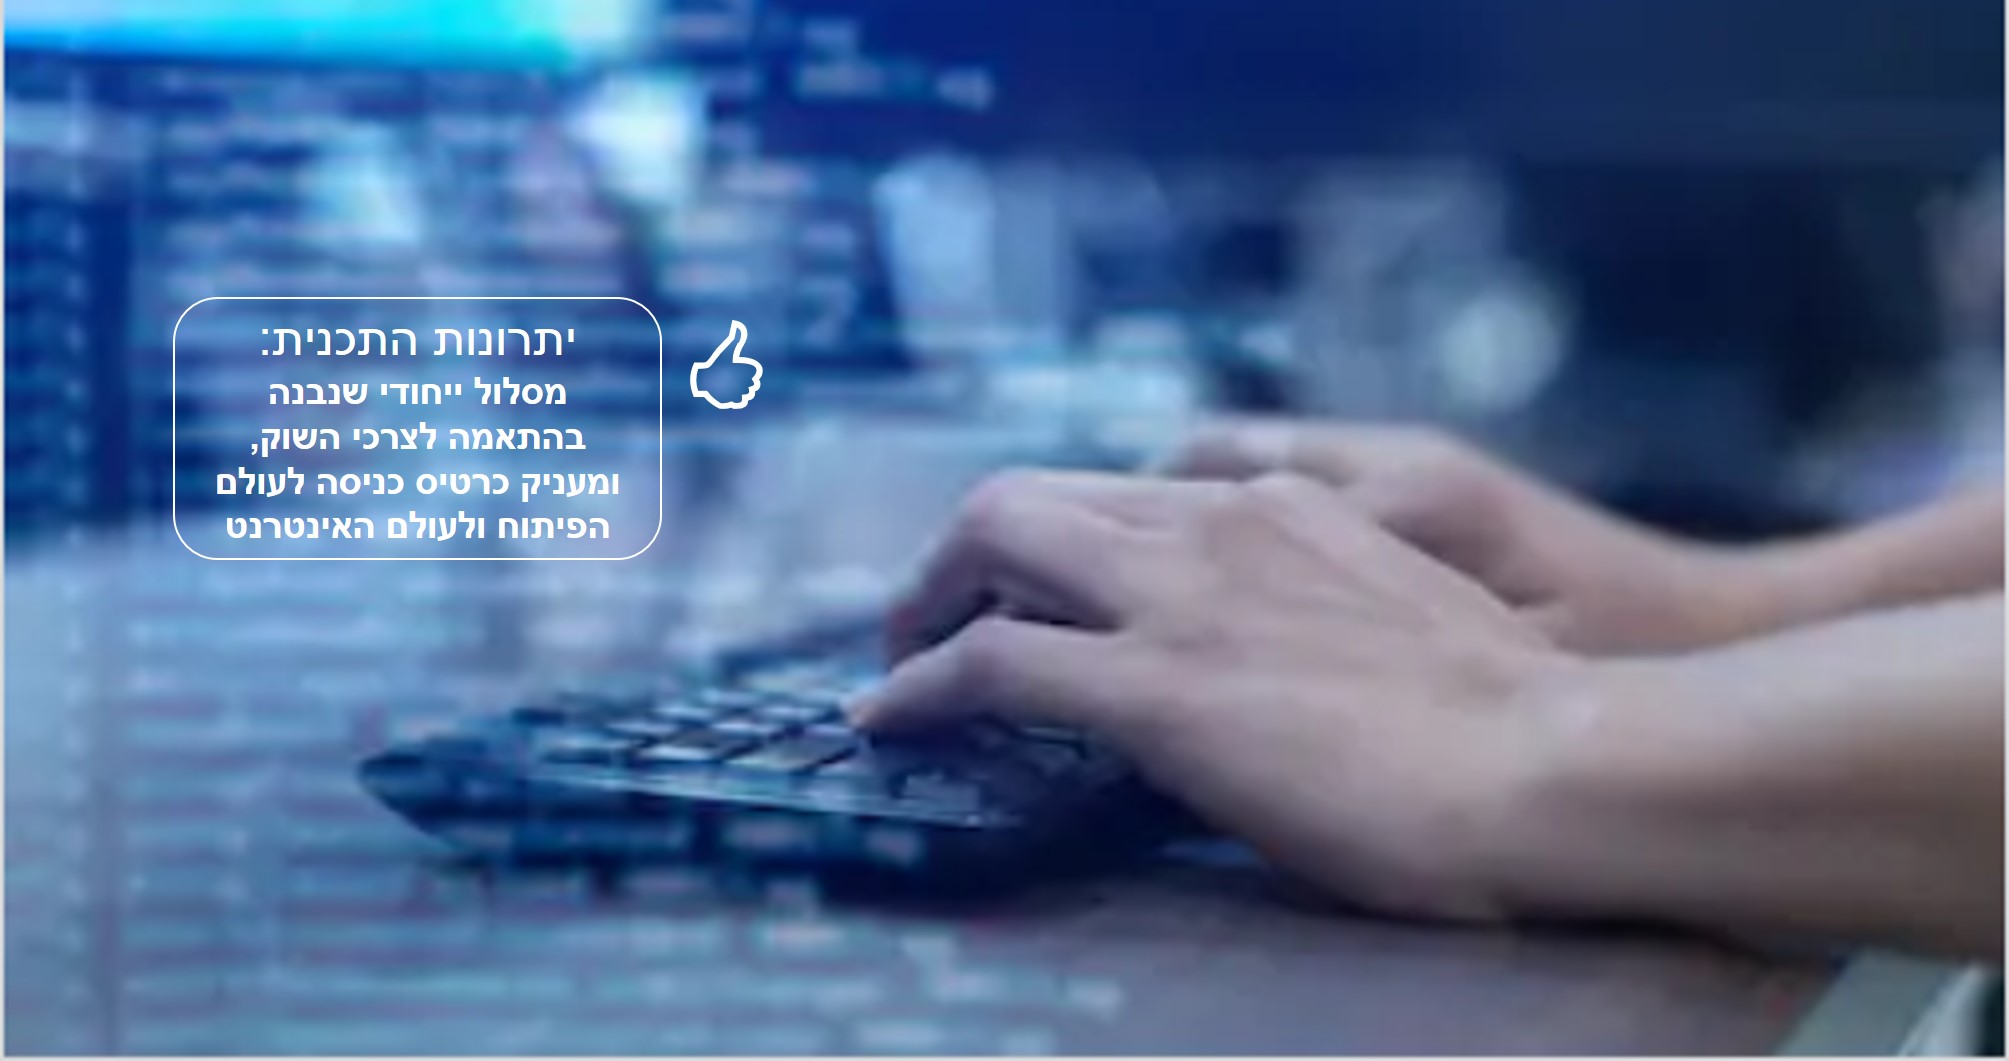 יתרונות התכנית:
מסלול ייחודי שנבנה
בהתאמה לצרכי השוק,
ומעניק כרטיס כניסה לעולם
הפיתוח ולעולם האינטרנט